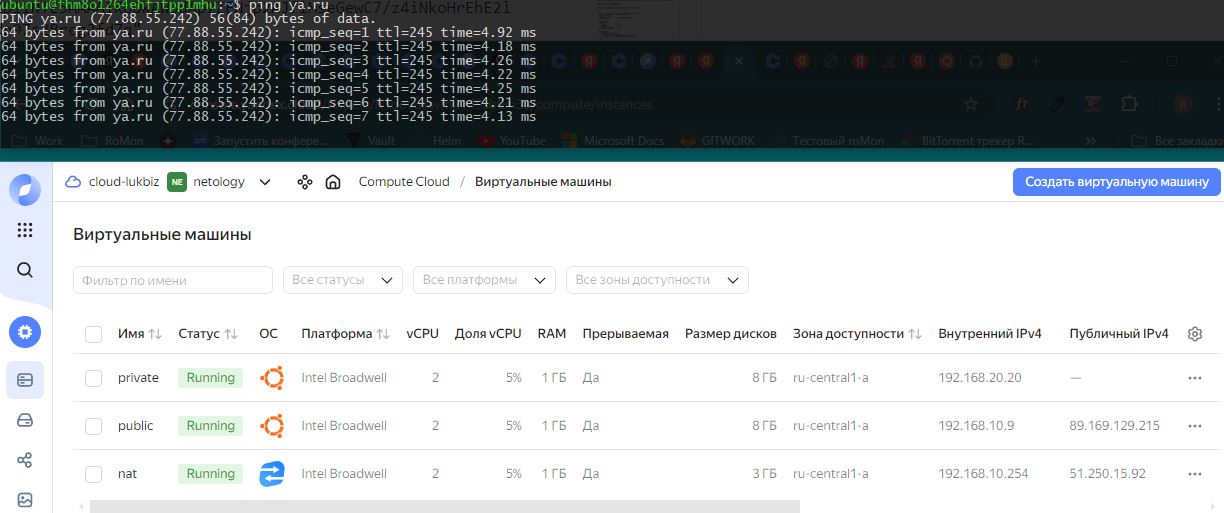 ubuntu@fhm8o1264ehfjtpp1mhu:~$ ping ya.ru
PING ya.ru (77.88.55.242) 56(84) bytes of data.
64 bytes from ya.ru (77.88.55.242): icmp_seq=1 ttl=245 time=4.92 ms
64 bytes from ya.ru (77.88.55.242): icmp_seq=2 ttl=245 time=4.18 ms
64 bytes from ya.ru (77.88.55.242): icmp_seq=3 ttl=245 time=4.26 ms
64 bytes from ya.ru (77.88.55.242): icmp_seq=4 ttl=245 time=4.22 ms
64 bytes from ya.ru (77.88.55.242): icmp_seq=5 ttl=245 time=4.25 ms
64 bytes from ya.ru (77.88.55.242): icmp_seq=6 ttl=245 time=4.21 ms
compute/instances
64 bytes from ya.ru (77.88.55.242): icmp_seq=7 ttl=245 time=4.13 ms
Work RoMon Запустить конфере... Vault Helm YouTube Microsoft Docs GITWORK Тестовый roMon BitTorrent трекер R... » Все закладки
cloud-lukbiz NE netology Compute Cloud / Виртуальные машины Создать виртуальную машину
Виртуальные машины
Фильтр по имени Все статусы Все платформы Все зоны доступности
Имя Статус ОС Платформа vCPU Доля vCPU RAM Прерываемая Размер дисков Зона доступности Внутренний IPv4 Публичный IPv4
private Running Intel Broadwell 2 5% 1 ГБ Да 8 ГБ ru-central1-a 192.168.20.20 —
public Running Intel Broadwell 2 5% 1 ГБ Да 8 ГБ ru-central1-a 192.168.10.9 89.169.129.215
nat Running Intel Broadwell 2 5% 1 ГБ Да 3 ГБ ru-central1-a 192.168.10.254 51.250.15.92